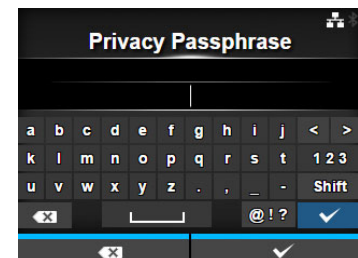 Privacy Passphrase
a b c d e f g h i j < >
k l m n o p q r s t 1 2 3
u v w x y z . , _ - Shift
@ ! ?